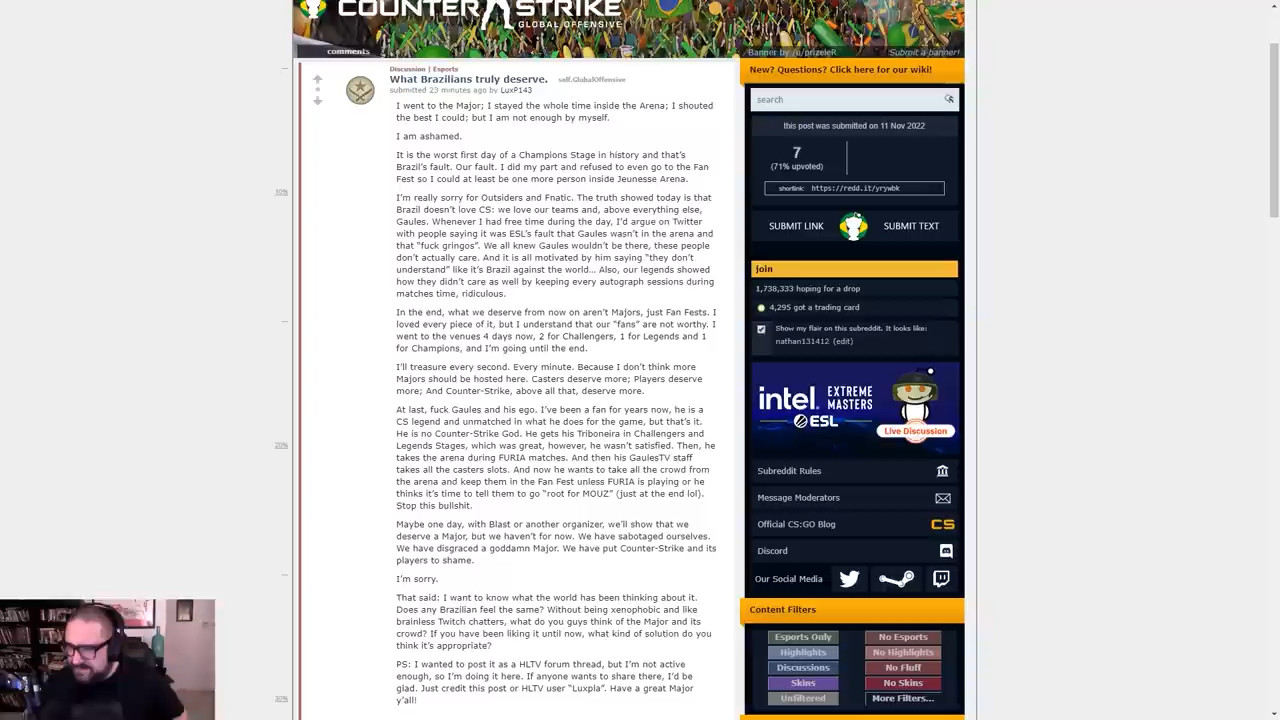 COUNTER STRIKE
GLOBAL OFFENSIVE
comments
Banner by /u/prizeleR
Submit a banner!
Discussion | Esports
What Brazilians truly deserve. self.GlobalOffensive
submitted 23 minutes ago by LuxP143
I went to the Major; I stayed the whole time inside the Arena; I shouted
the best I could; but I am not enough by myself.
I am ashamed.
It is the worst first day of a Champions Stage in history and that's
Brazil's fault. Our fault. I did my part and refused to even go to the Fan
Fest so I could at least be one more person inside Jeunesse Arena.
I'm really sorry for Outsiders and Fnatic. The truth showed today is that
Brazil doesn't love CS: we love our teams and, above everything else,
Gaules. Whenever I had free time during the day, I'd argue on Twitter
with people saying it was ESL's fault that Gaules wasn't in the arena and
that "fuck gringos". We all knew Gaules wouldn't be there, these people
don't actually care. And it is all motivated by him saying "they don't
understand" like it's Brazil against the world... Also, our legends showed
how they didn't care as well by keeping every autograph sessions during
matches time, ridiculous.
In the end, what we deserve from now on aren't Majors, just Fan Fests. I
loved every piece of it, but I understand that our "fans" are not worthy. I
went to the venues 4 days now, 2 for Challengers, 1 for Legends and 1
for Champions, and I'm going until the end.
I'll treasure every second. Every minute. Because I don't think more
Majors should be hosted here. Casters deserve more; Players deserve
more; And Counter-Strike, above all that, deserve more.
At last, fuck Gaules and his ego. I've been a fan for years now, he is a
CS legend and unmatched in what he does for the game, but that's it.
He is no Counter-Strike God. He gets his Triboneira in Challengers and
Legends Stages, which was great, however, he wasn't satisfied. Then, he
takes the arena during FURIA matches. And then his GaulesTV staff
takes all the casters slots. And now he wants to take all the crowd from
the arena and keep them in the Fan Fest unless FURIA is playing or he
thinks it's time to tell them to go "root for MOUZ" (just at the end lol).
Stop this bullshit.
Maybe one day, with Blast or another organizer, we'll show that we
deserve a Major, but we haven't for now. We have sabotaged ourselves.
We have disgraced a goddamn Major. We have put Counter-Strike and its
players to shame.
I'm sorry.
That said: I want to know what the world has been thinking about it.
Does any Brazilian feel the same? Without being xenophobic and like
brainless Twitch chatters, what do you guys think of the Major and its
crowd? If you have been liking it until now, what kind of solution do you
think it's appropriate?
PS: I wanted to post it as a HLTV forum thread, but I'm not active
enough, so I'm doing it here. If anyone wants to share there, I'd be
glad. Just credit this post or HLTV user "Luxpla". Have a great Major
y'all!
10%
20%
30%
New? Questions? Click here for our wiki!
search
this post was submitted on 11 Nov 2022
7
(71% upvoted)
shortlink: https://redd.it/yrywbk
SUBMIT LINK
SUBMIT TEXT
join
1,738,333 hoping for a drop
4,295 got a trading card
Show my flair on this subreddit. It looks like:
nathan131412 (edit)
intel EXTREME MASTERS
ESL
Live Discussion
Subreddit Rules
Message Moderators
Official CS:GO Blog
CS
Discord
Our Social Media
Content Filters
Esports Only
No Esports
Highlights
No Highlights
Discussions
No Fluff
Skins
No Skins
Unfiltered
More Filters...